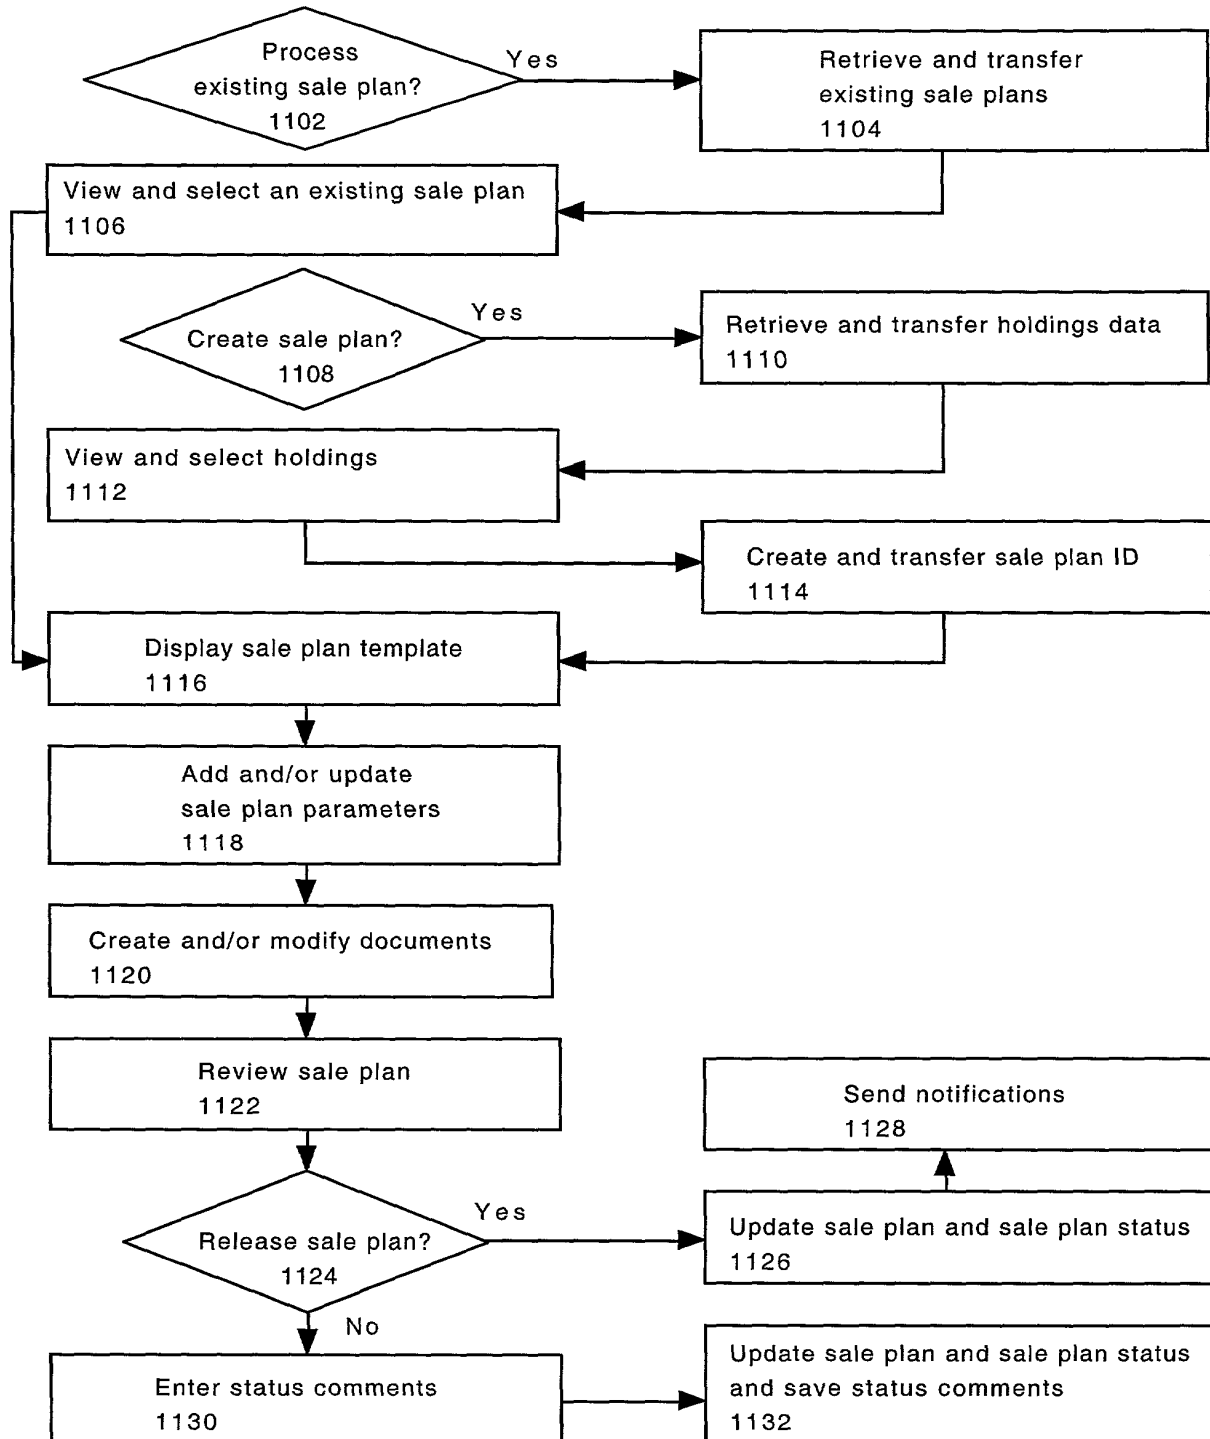 Process
existing sale plan?
1102
Yes
Retrieve and transfer
existing sale plans
1104
View and select an existing sale plan
1106
Create sale plan?
1108
Yes
Retrieve and transfer holdings data
1110
View and select holdings
1112
Create and transfer sale plan ID
1114
Display sale plan template
1116
Add and/or update
sale plan parameters
1118
Create and/or modify documents
1120
Review sale plan
1122
Send notifications
1128
Release sale plan?
1124
Yes
Update sale plan and sale plan status
1126
No
Enter status comments
1130
Update sale plan and sale plan status
and save status comments
1132